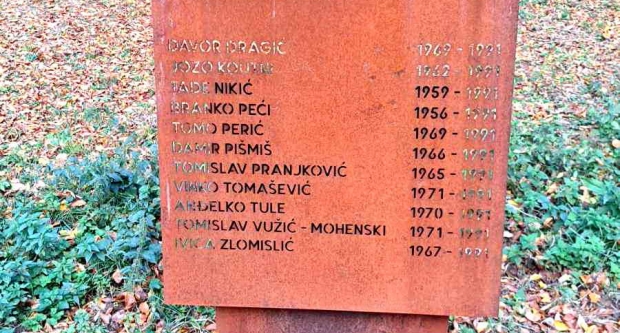 DAVOR DRAGIĆ 1969 - 1991
JOZO 1962 - 1991
TADE NIKIĆ 1959 - 1991
BRANKO PEĆI 1956 - 1991
TOMO PERIĆ 1969 - 1991
DAMIR PIŠMIŠ 1966 - 1991
TOMISLAV PRANJKOVIĆ 1965 - 1991
VINKO TOMAŠEVIĆ 1971 - 1991
ANĐELKO TULE 1970 - 1991
TOMISLAV VUŽIĆ - MOHENSKI 1971 - 1991
IVICA ZLOMISLIĆ 1967 - 1991